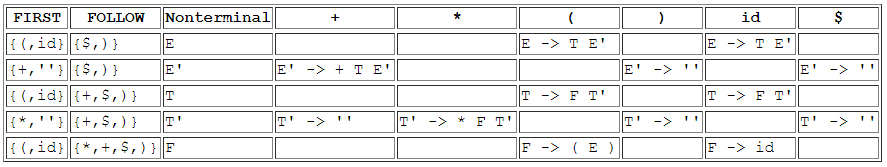 FIRST FOLLOW Nonterminal + * ( ) id $
{(,id} {$,)} E E -> T E' E -> T E'
{+,''} {$,)} E' E' -> + T E' E' -> '' E' -> ''
{(,id} {+,$,)} T T -> F T' T -> F T'
{*,''} {+,$,)} T' T' -> '' T' -> * F T' T' -> '' T' -> ''
{(,id} {*,+,$,)} F F -> ( E ) F -> id